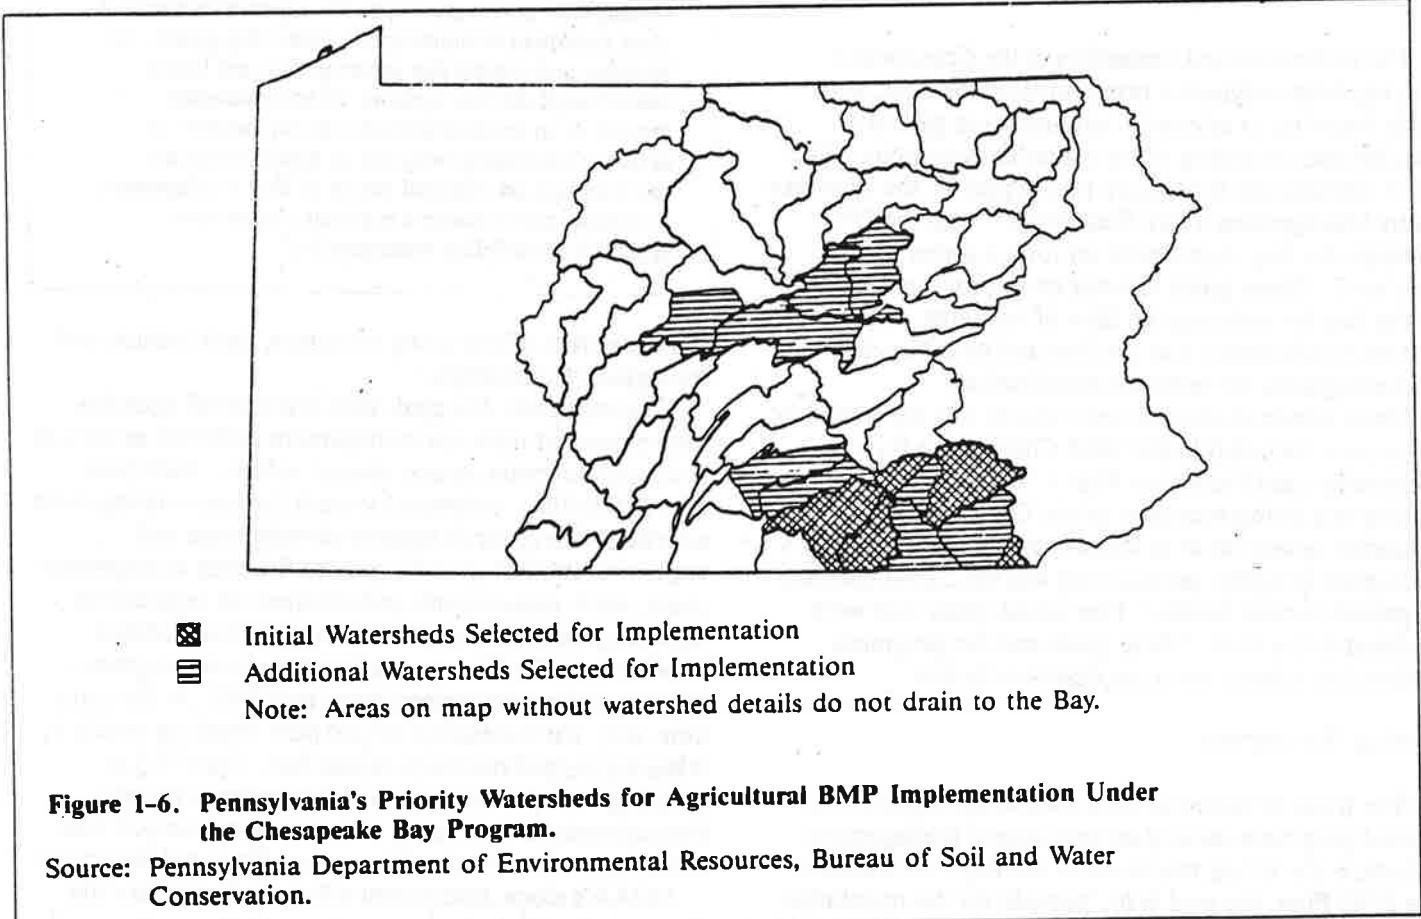 Initial Watersheds Selected for Implementation
Additional Watersheds Selected for Implementation
Note: Areas on map without watershed details do not drain to the Bay.
Figure 1-6. Pennsylvania's Priority Watersheds for Agricultural BMP Implementation Under
the Chesapeake Bay Program.
Source: Pennsylvania Department of Environmental Resources, Bureau of Soil and Water
Conservation.